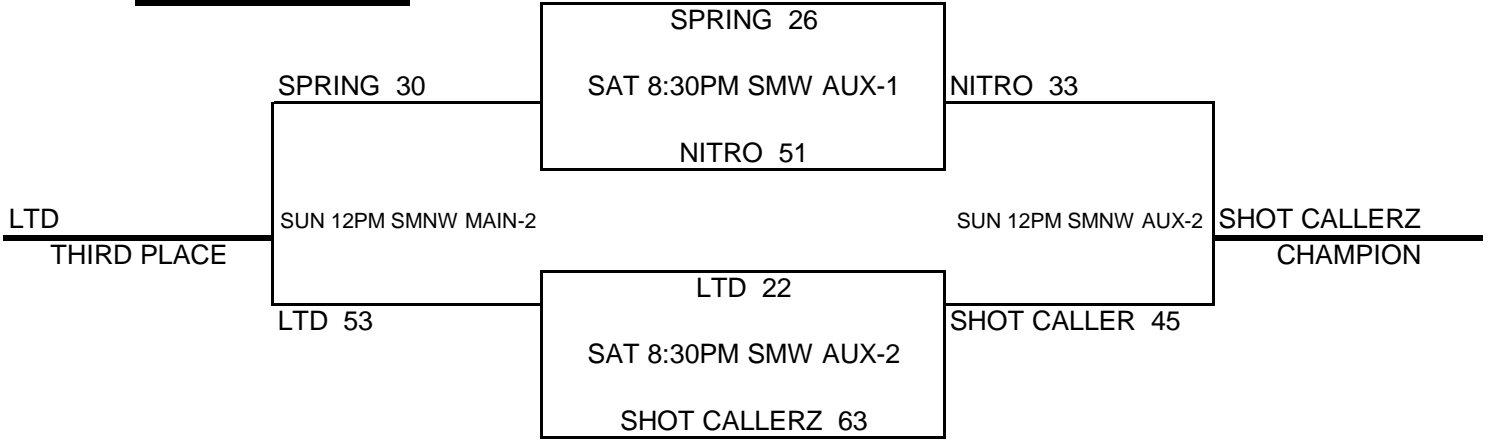 SPRING 26
SPRING 30
SAT 8:30PM SMW AUX-1
NITRO 33
NITRO 51
LTD
SUN 12PM SMNW MAIN-2
SUN 12PM SMNW AUX-2
SHOT CALLERZ
THIRD PLACE
CHAMPION
LTD 22
LTD 53
SHOT CALLER 45
SAT 8:30PM SMW AUX-2
SHOT CALLERZ 63